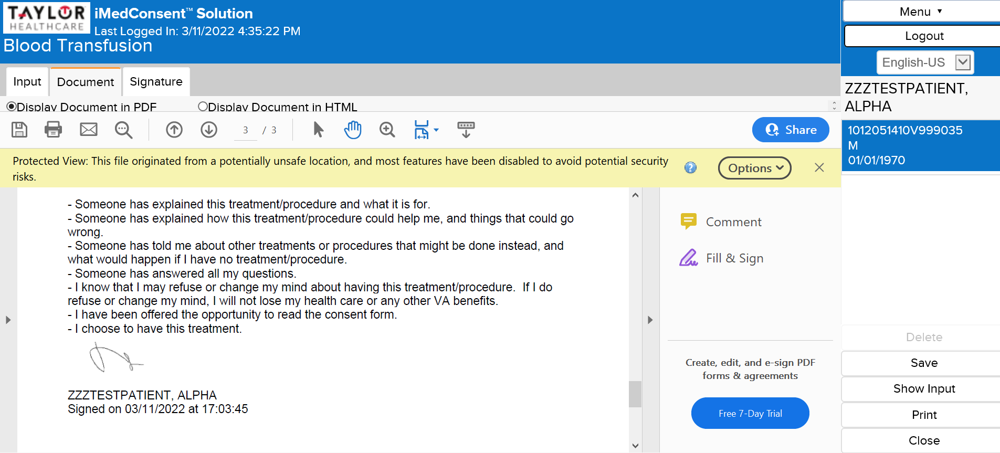 TAYLOR
HEALTHCARE
iMedConsent™ Solution
Last Logged In: 3/11/2022 4:35:22 PM
Blood Transfusion
Menu ▼
Logout
English-US
Input
Document
Signature
Display Document in PDF
Display Document in HTML
3 / 3
Share
Protected View: This file originated from a potentially unsafe location, and most features have been disabled to avoid potential security
risks.
Options
- Someone has explained this treatment/procedure and what it is for.
- Someone has explained how this treatment/procedure could help me, and things that could go
wrong.
- Someone has told me about other treatments or procedures that might be done instead, and
what would happen if I have no treatment/procedure.
- Someone has answered all my questions.
- I know that I may refuse or change my mind about having this treatment/procedure.  If I do
refuse or change my mind, I will not lose my health care or any other VA benefits.
- I have been offered the opportunity to read the consent form.
- I choose to have this treatment.
ZZZTESTPATIENT, ALPHA
Signed on 03/11/2022 at 17:03:45
Comment
Fill & Sign
Create, edit, and e-sign PDF
forms & agreements
Free 7-Day Trial
ZZZTESTPATIENT,
ALPHA
1012051410V999035
M
01/01/1970
Delete
Save
Show Input
Print
Close